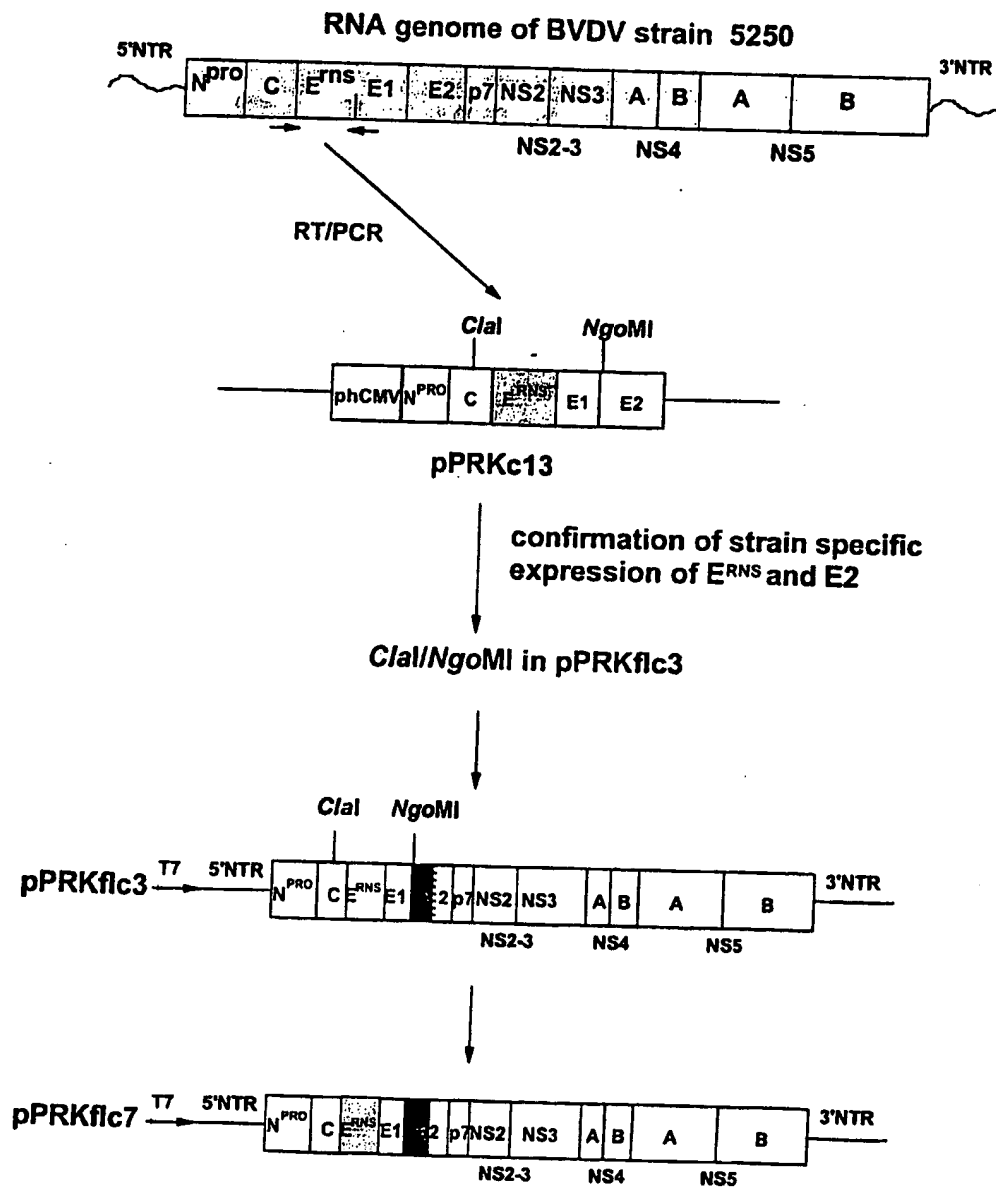 RNA genome of BVDV strain 5250
5'NTR
3'NTR
N^pro C E^rns E1 E2 p7 NS2 NS3 A B A B
NS2-3 NS4 NS5
RT/PCR
ClaI NgoMI
phCMV N^PRO C E^RNS E1 E2
pPRKc13
confirmation of strain specific
expression of E^RNS and E2
ClaI/NgoMI in pPRKflc3
ClaI NgoMI
pPRKflc3 T7 5'NTR N^PRO C E^RNS E1 2 p7 NS2 NS3 A B A B 3'NTR
NS2-3 NS4 NS5
pPRKflc7 T7 5'NTR N^PRO C E^RNS E1 2 p7 NS2 NS3 A B A B 3'NTR
NS2-3 NS4 NS5